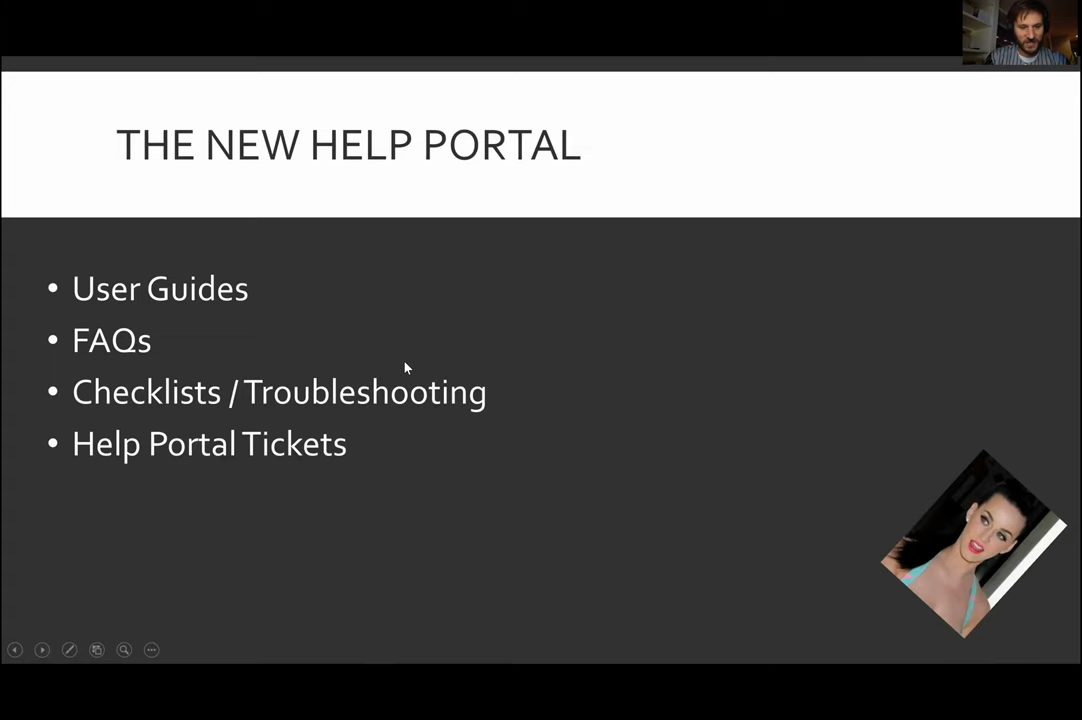 THE NEW HELP PORTAL
• User Guides
• FAQs
• Checklists / Troubleshooting
• Help Portal Tickets